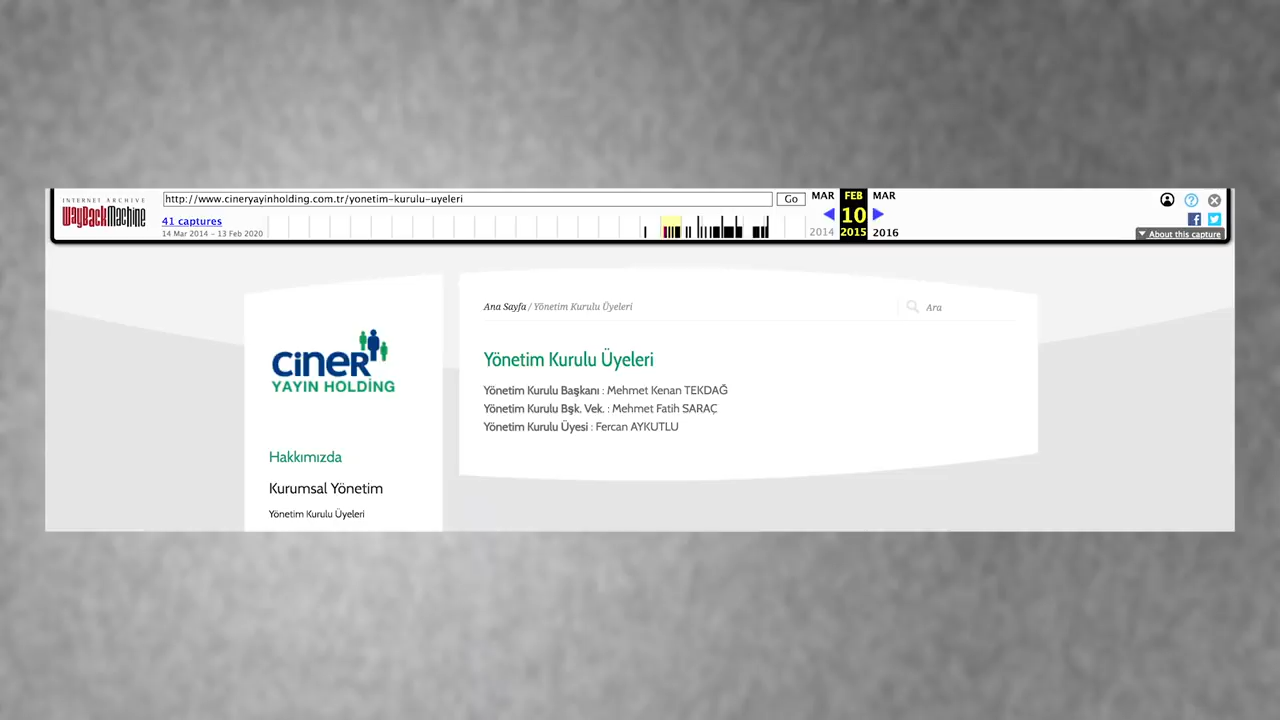 INTERNET ARCHIVE
WayBackMachine
http://www.cineryayinholding.com.tr/yonetim-kurulu-uyeleri
Go
MAR FEB MAR
41 captures
10
14 Mar 2014 – 13 Feb 2020
2014 2015 2016
About this capture
Ana Sayfa / Yönetim Kurulu Üyeleri
Ara
ciner
YAYIN HOLDİNG
Yönetim Kurulu Üyeleri
Yönetim Kurulu Başkanı : Mehmet Kenan TEKDAĞ
Yönetim Kurulu Bşk. Vek. : Mehmet Fatih SARAÇ
Yönetim Kurulu Üyesi : Fercan AYKUTLU
Hakkımızda
Kurumsal Yönetim
Yönetim Kurulu Üyeleri